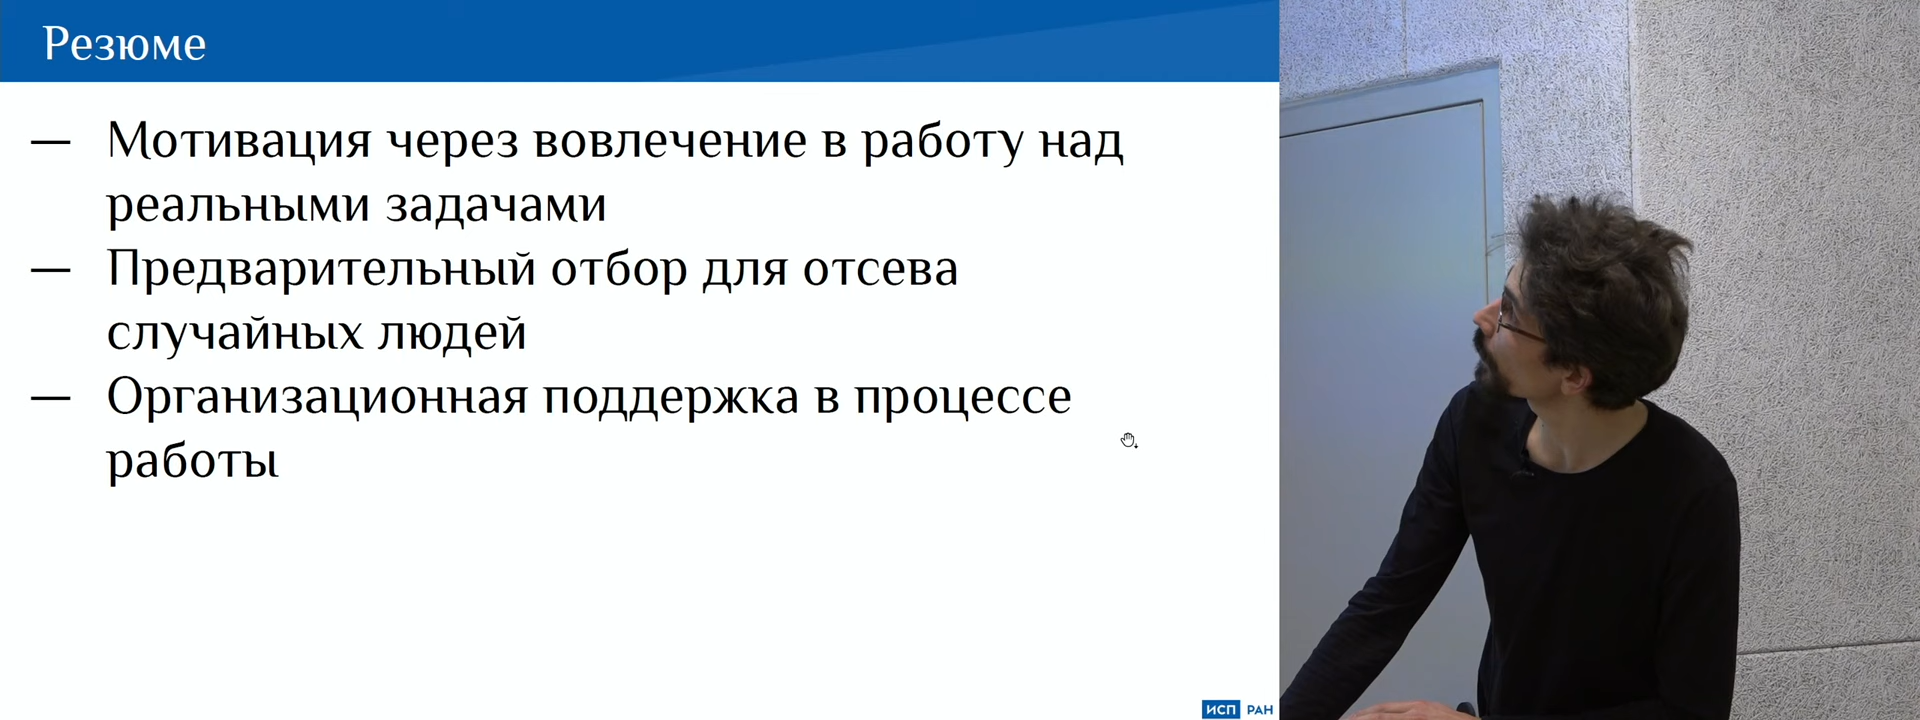 Резюме
— Мотивация через вовлечение в работу над
реальными задачами
— Предварительный отбор для отсева
случайных людей
— Организационная поддержка в процессе
работы
ИСП РАН